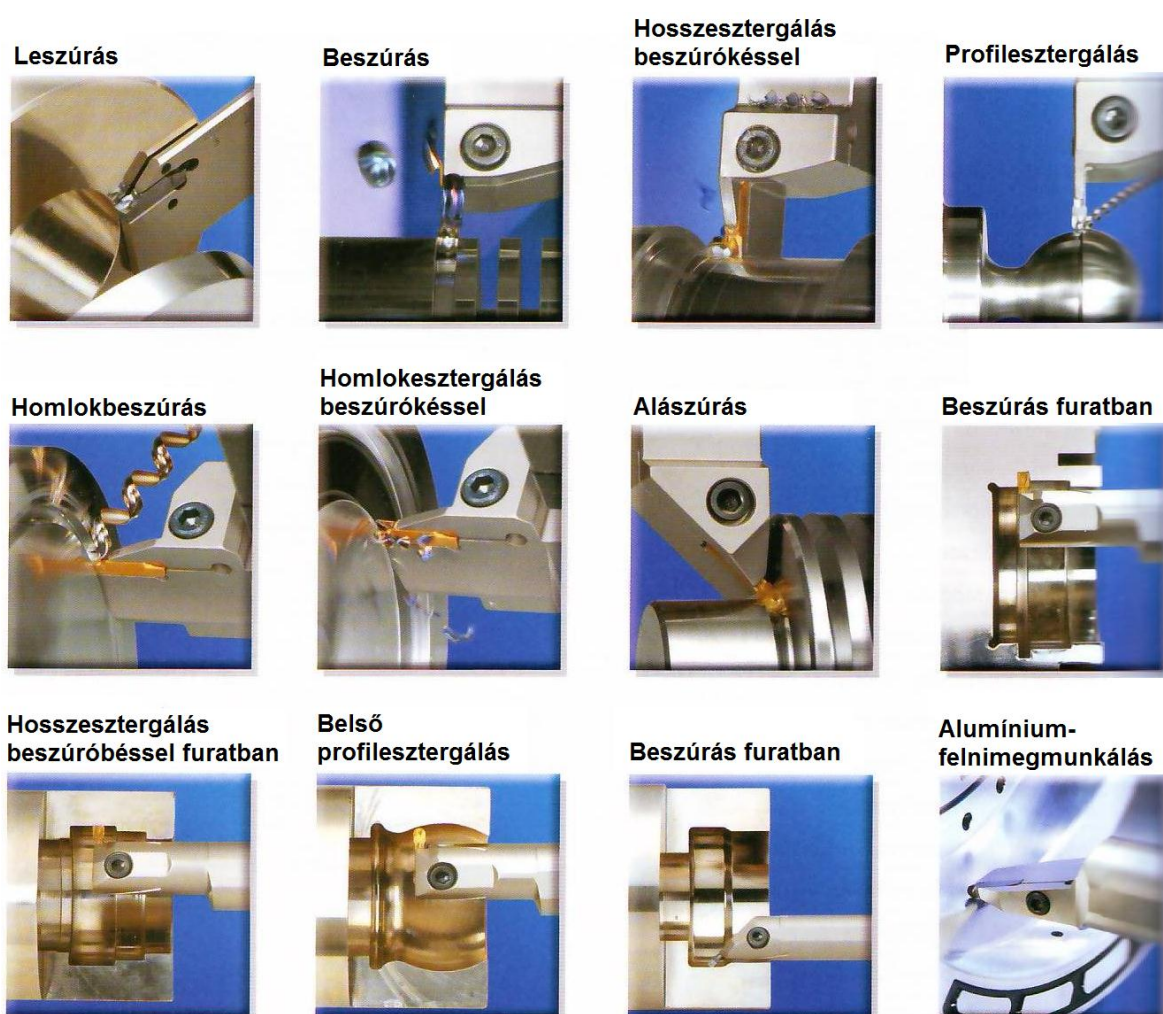 Leszúrás
Beszúrás
Hosszesztergálás
beszúrókéssel
Profilesztergálás
Homlokbeszúrás
Homlokesztergálás
beszúrókéssel
Alászúrás
Beszúrás furatban
Hosszesztergálás
beszúróbéssel furatban
Belső
profilesztergálás
Beszúrás furatban
Alumínium-
felnimegmunkálás